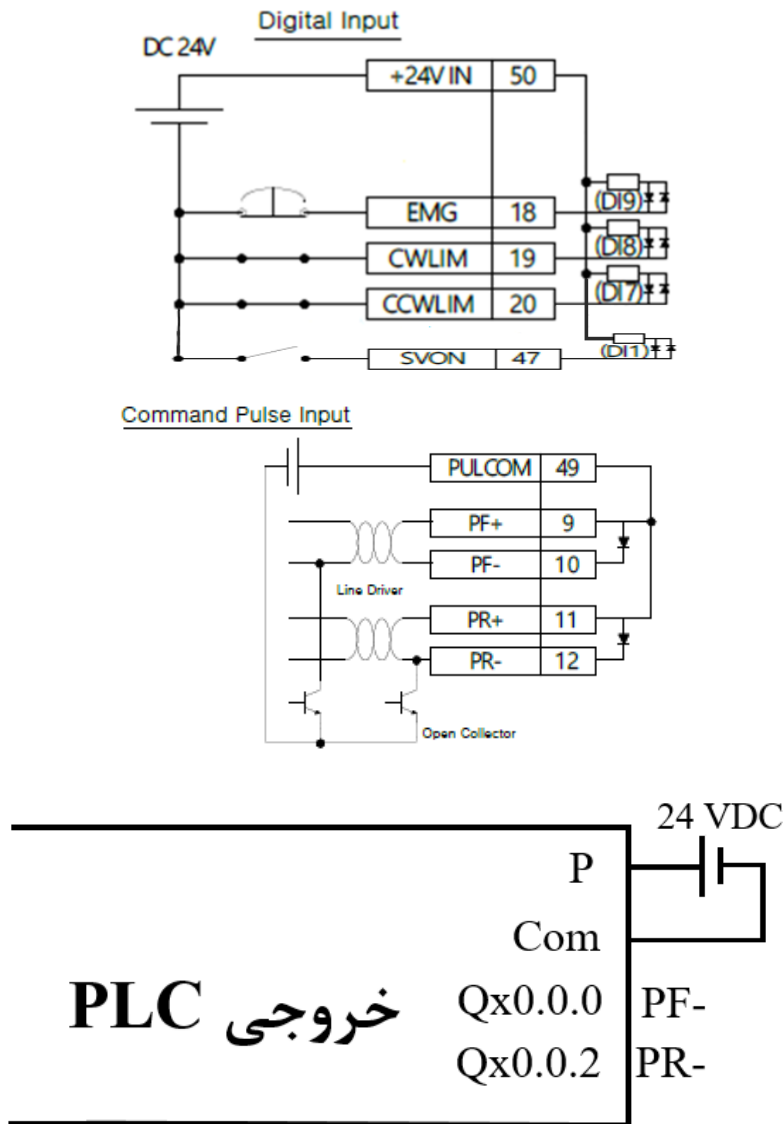 Digital Input
DC 24V
+24V IN 50
EMG 18
(DI9)
CWLIM 19
(DI8)
CCWLIM 20
(DI7)
SVON 47
(DI1)
Command Pulse Input
PULCOM 49
PF+ 9
PF- 10
Line Driver
PR+ 11
PR- 12
Open Collector
24 VDC
P
Com
خروجی PLC
Qx0.0.0 PF-
Qx0.0.2 PR-